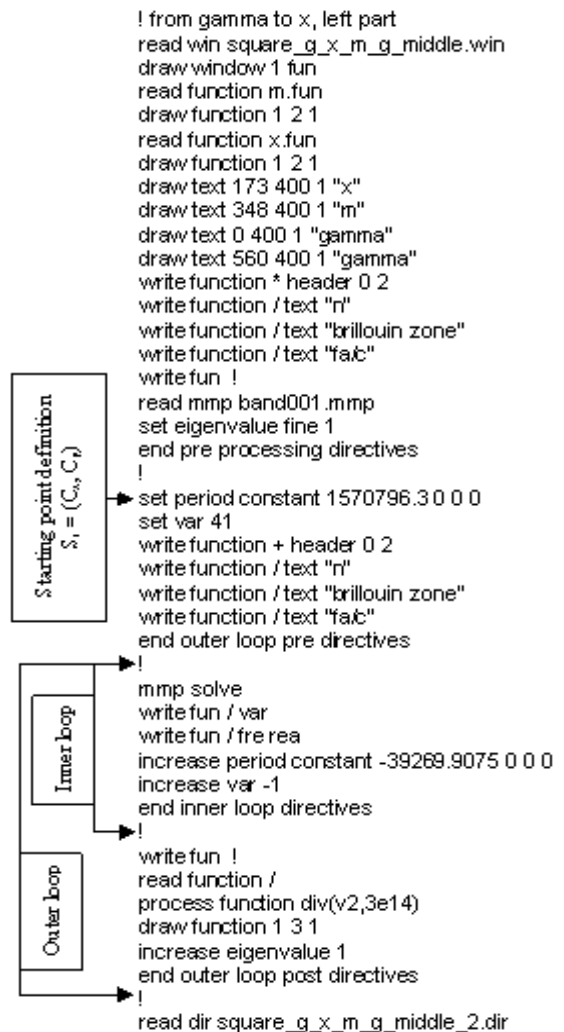 ! from gamma to x, left part
read win square_g_x_m_g_middle.win
draw window 1 fun
read function m.fun
draw function 1 2 1
read function x.fun
draw function 1 2 1
draw text 173 400 1 "x"
draw text 348 400 1 "m"
draw text 0 400 1 "gamma"
draw text 560 400 1 "gamma"
write function * header 0 2
write function / text "n"
write function / text "brillouin zone"
write function / text "fa/c"
write fun !
read mmp band001.mmp
set eigenvalue fine 1
end pre processing directives
!
Starting point definition
S₁ = (Cₓ, Cᵧ)
set period constant 1570796.3 0 0 0
set var 41
write function + header 0 2
write function / text "n"
write function / text "brillouin zone"
write function / text "fa/c"
end outer loop pre directives
!
Inner loop
mmp solve
write fun / var
write fun / fre rea
increase period constant -39269.9075 0 0 0
increase var -1
end inner loop directives
!
Outer loop
write fun !
read function /
process function div(v2,3e14)
draw function 1 3 1
increase eigenvalue 1
end outer loop post directives
!
read dir square_g_x_m_g_middle_2.dir